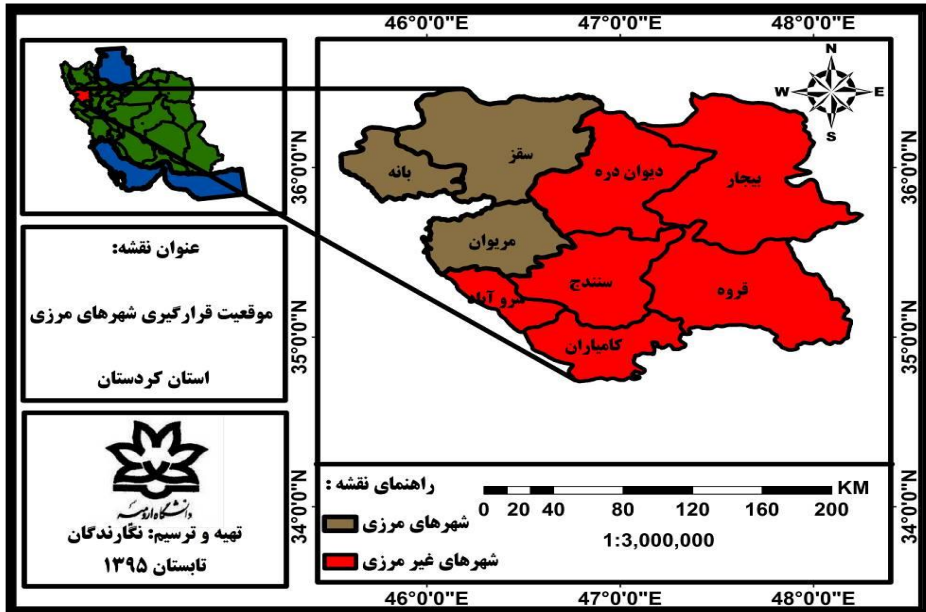 46°0'0"E 47°0'0"E 48°0'0"E
N
W E
S
36°0'0"N
35°0'0"N
34°0'0"N
36°0'0"N
35°0'0"N
34°0'0"N
سقز
بانه
دیوان دره
بیجار
مریوان
سنندج
قروه
سرو آباد
کامیاران
عنوان نقشه:
موقعیت قرارگیری شهرهای مرزی
استان کردستان
دانشگاه ارومیه
تهیه و ترسیم: نگارندگان
تابستان ۱۳۹۵
راهنمای نقشه :
شهرهای مرزی
شهرهای غیر مرزی
KM
0 20 40 80 120 160 200
1:3,000,000
46°0'0"E 47°0'0"E 48°0'0"E